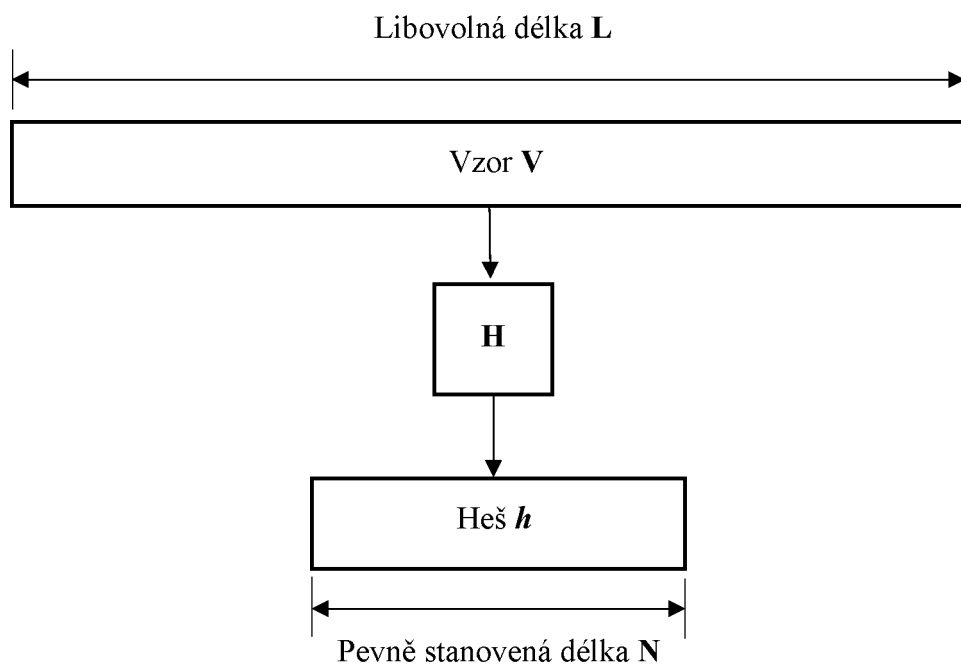 Libovolná délka L
Vzor V
H
Heš h
Pevně stanovená délka N